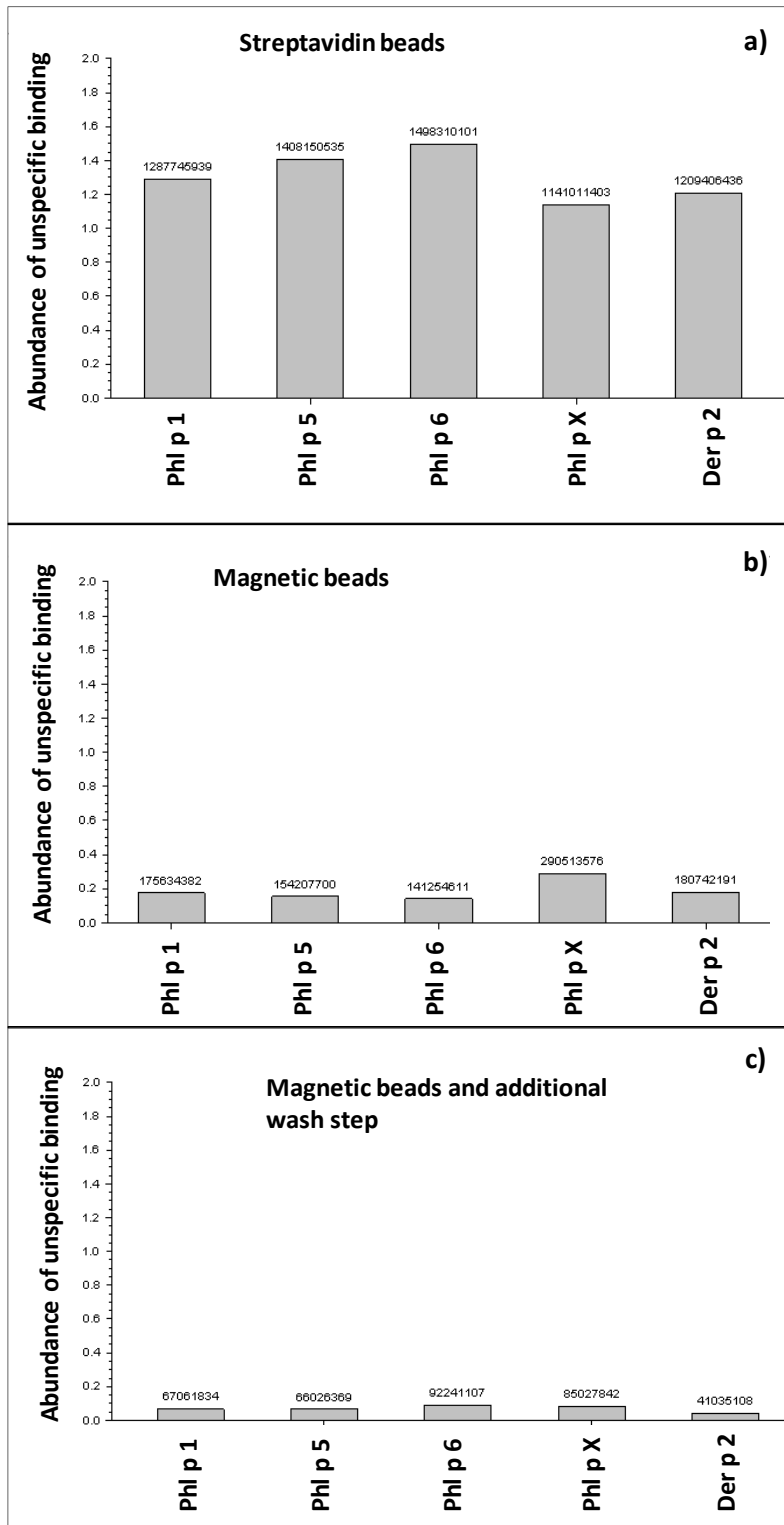 Streptavidin beads
a)
Abundance of unspecific binding
2.0
1.8
1.6
1.4
1.2
1.0
0.8
0.6
0.4
0.2
0.0
1287745939
1408150535
1498310101
1141011403
1209406436
Phl p 1
Phl p 5
Phl p 6
Phl p X
Der p 2
Magnetic beads
b)
Abundance of unspecific binding
2.0
1.8
1.6
1.4
1.2
1.0
0.8
0.6
0.4
0.2
0.0
175634382
154207700
141254611
290513576
180742191
Phl p 1
Phl p 5
Phl p 6
Phl p X
Der p 2
Magnetic beads and additional
wash step
c)
Abundance of unspecific binding
2.0
1.8
1.6
1.4
1.2
1.0
0.8
0.6
0.4
0.2
0.0
67061834
66026369
92241107
85027842
41035108
Phl p 1
Phl p 5
Phl p 6
Phl p X
Der p 2